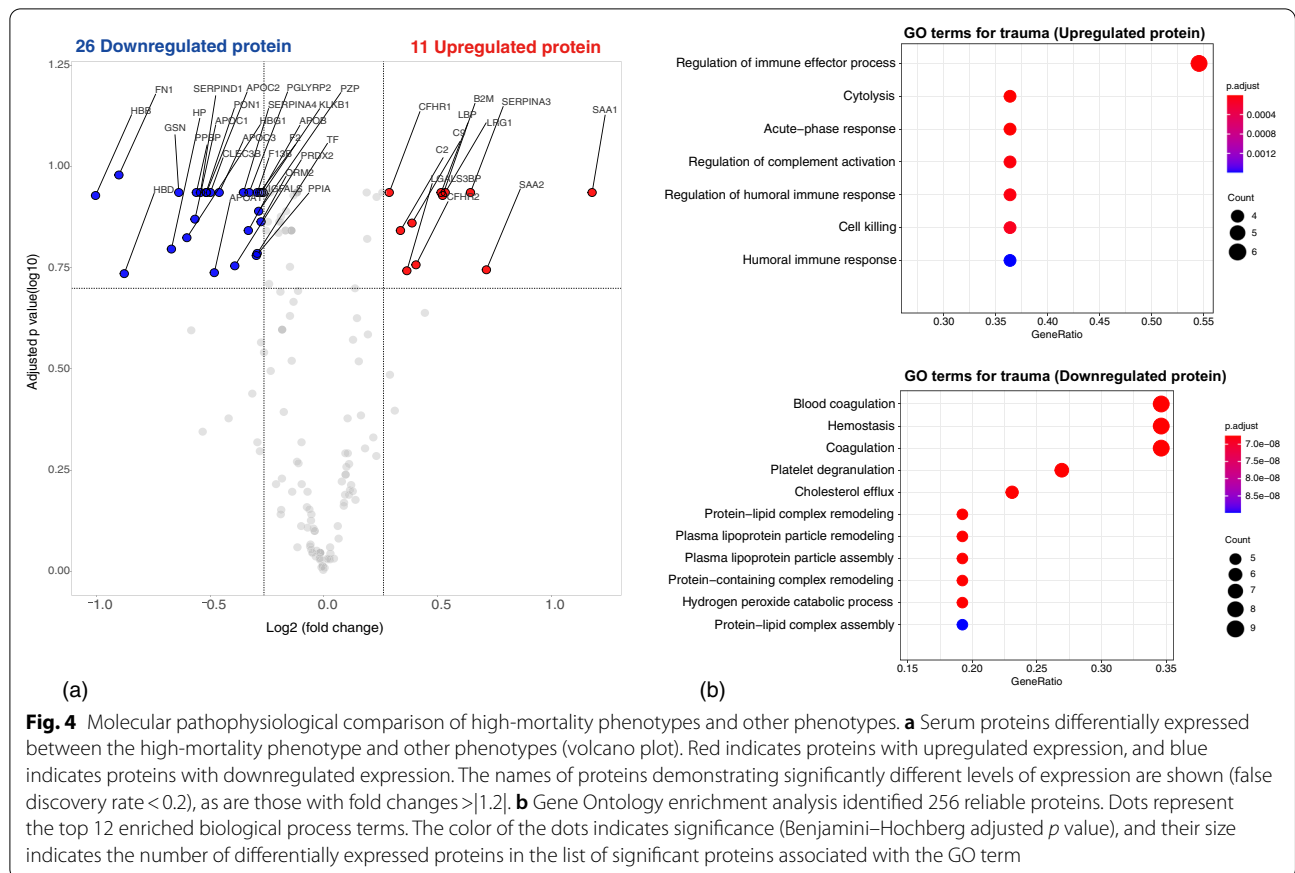 26 Downregulated protein
11 Upregulated protein
1.25
1.00
0.75
0.50
0.25
0.00
Adjusted p value(log10)
−1.0
−0.5
0.0
0.5
1.0
Log2 (fold change)
FN1
HBB
SERPIND1
APOC2
PGLYRP2
PZP
HP
PON1
SERPINA4
KLKB1
GSN
APOC1
HBG1
APOB
PPBP
APOC3
F2
TF
CLEC3B
F13B
PRDX2
HBD
ORM2
APOA1
IGFALS
PPIA
CFHR1
B2M
SERPINA3
SAA1
LBP
LRG1
C9
C2
LGALS3BP
SAA2
CFHR2
(a)
GO terms for trauma (Upregulated protein)
Regulation of immune effector process
Cytolysis
Acute−phase response
Regulation of complement activation
Regulation of humoral immune response
Cell killing
Humoral immune response
0.30
0.35
0.40
0.45
0.50
0.55
GeneRatio
p.adjust
0.0004
0.0008
0.0012
Count
4
5
6
GO terms for trauma (Downregulated protein)
Blood coagulation
Hemostasis
Coagulation
Platelet degranulation
Cholesterol efflux
Protein−lipid complex remodeling
Plasma lipoprotein particle remodeling
Plasma lipoprotein particle assembly
Protein−containing complex remodeling
Hydrogen peroxide catabolic process
Protein−lipid complex assembly
0.15
0.20
0.25
0.30
0.35
GeneRatio
p.adjust
7.0e−08
7.5e−08
8.0e−08
8.5e−08
Count
5
6
7
8
9
(b)
Fig. 4 Molecular pathophysiological comparison of high-mortality phenotypes and other phenotypes. a Serum proteins differentially expressed
between the high-mortality phenotype and other phenotypes (volcano plot). Red indicates proteins with upregulated expression, and blue
indicates proteins with downregulated expression. The names of proteins demonstrating significantly different levels of expression are shown (false
discovery rate < 0.2), as are those with fold changes >|1.2|. b Gene Ontology enrichment analysis identified 256 reliable proteins. Dots represent
the top 12 enriched biological process terms. The color of the dots indicates significance (Benjamini–Hochberg adjusted p value), and their size
indicates the number of differentially expressed proteins in the list of significant proteins associated with the GO term